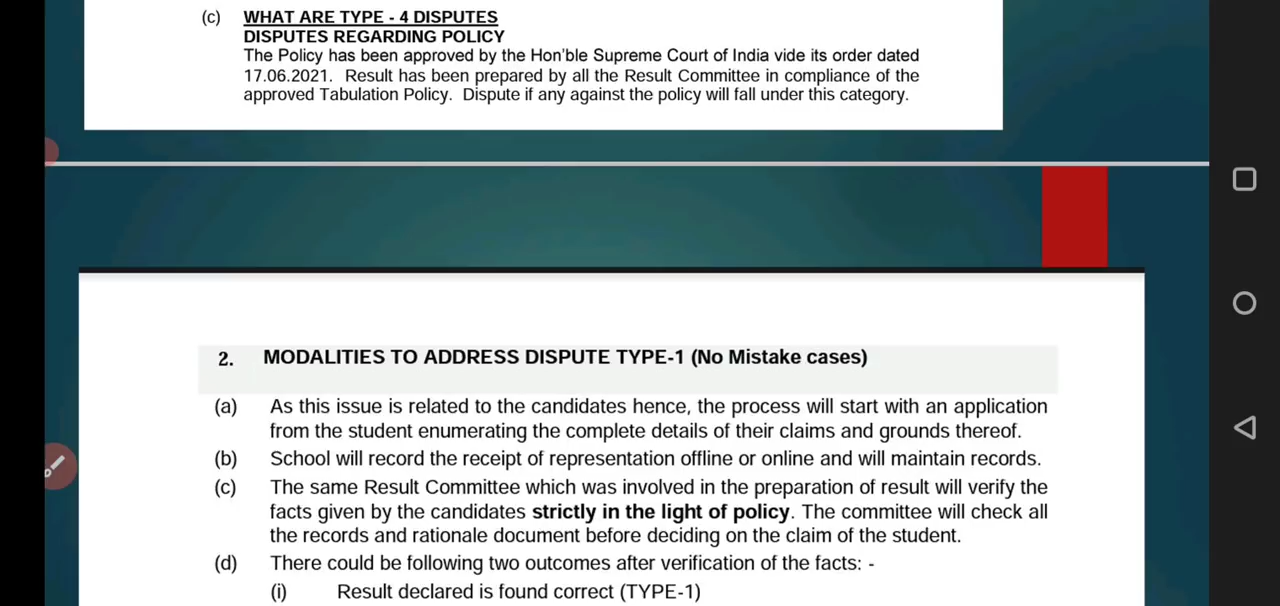 (c) WHAT ARE TYPE - 4 DISPUTES
DISPUTES REGARDING POLICY
The Policy has been approved by the Hon'ble Supreme Court of India vide its order dated
17.06.2021. Result has been prepared by all the Result Committee in compliance of the
approved Tabulation Policy. Dispute if any against the policy will fall under this category.
2. MODALITIES TO ADDRESS DISPUTE TYPE-1 (No Mistake cases)
(a) As this issue is related to the candidates hence, the process will start with an application
from the student enumerating the complete details of their claims and grounds thereof.
(b) School will record the receipt of representation offline or online and will maintain records.
(c) The same Result Committee which was involved in the preparation of result will verify the
facts given by the candidates strictly in the light of policy. The committee will check all
the records and rationale document before deciding on the claim of the student.
(d) There could be following two outcomes after verification of the facts: -
(i) Result declared is found correct (TYPE-1)